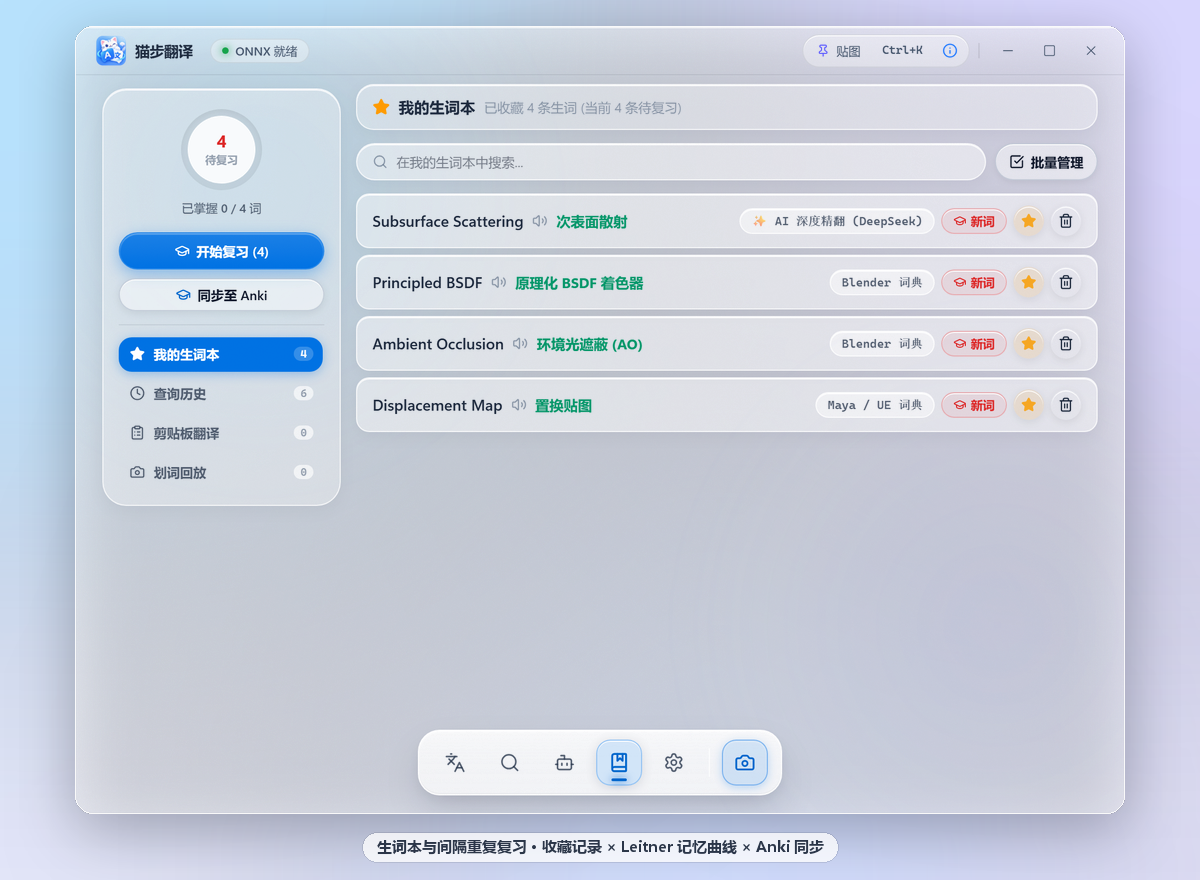 猫步翻译
ONNX 就绪
贴图 Ctrl+K
4
待复习
已掌握 0 / 4 词
开始复习 (4)
同步至 Anki
我的生词本 4
查询历史 6
剪贴板翻译 0
划词回放 0
我的生词本 已收藏 4 条生词 (当前 4 条待复习)
在我的生词本中搜索...
批量管理
Subsurface Scattering 次表面散射 AI 深度精翻 (DeepSeek) 新词
Principled BSDF 原理化 BSDF 着色器 Blender 词典 新词
Ambient Occlusion 环境光遮蔽 (AO) Blender 词典 新词
Displacement Map 置换贴图 Maya / UE 词典 新词
生词本与间隔重复复习 • 收藏记录 × Leitner 记忆曲线 × Anki 同步